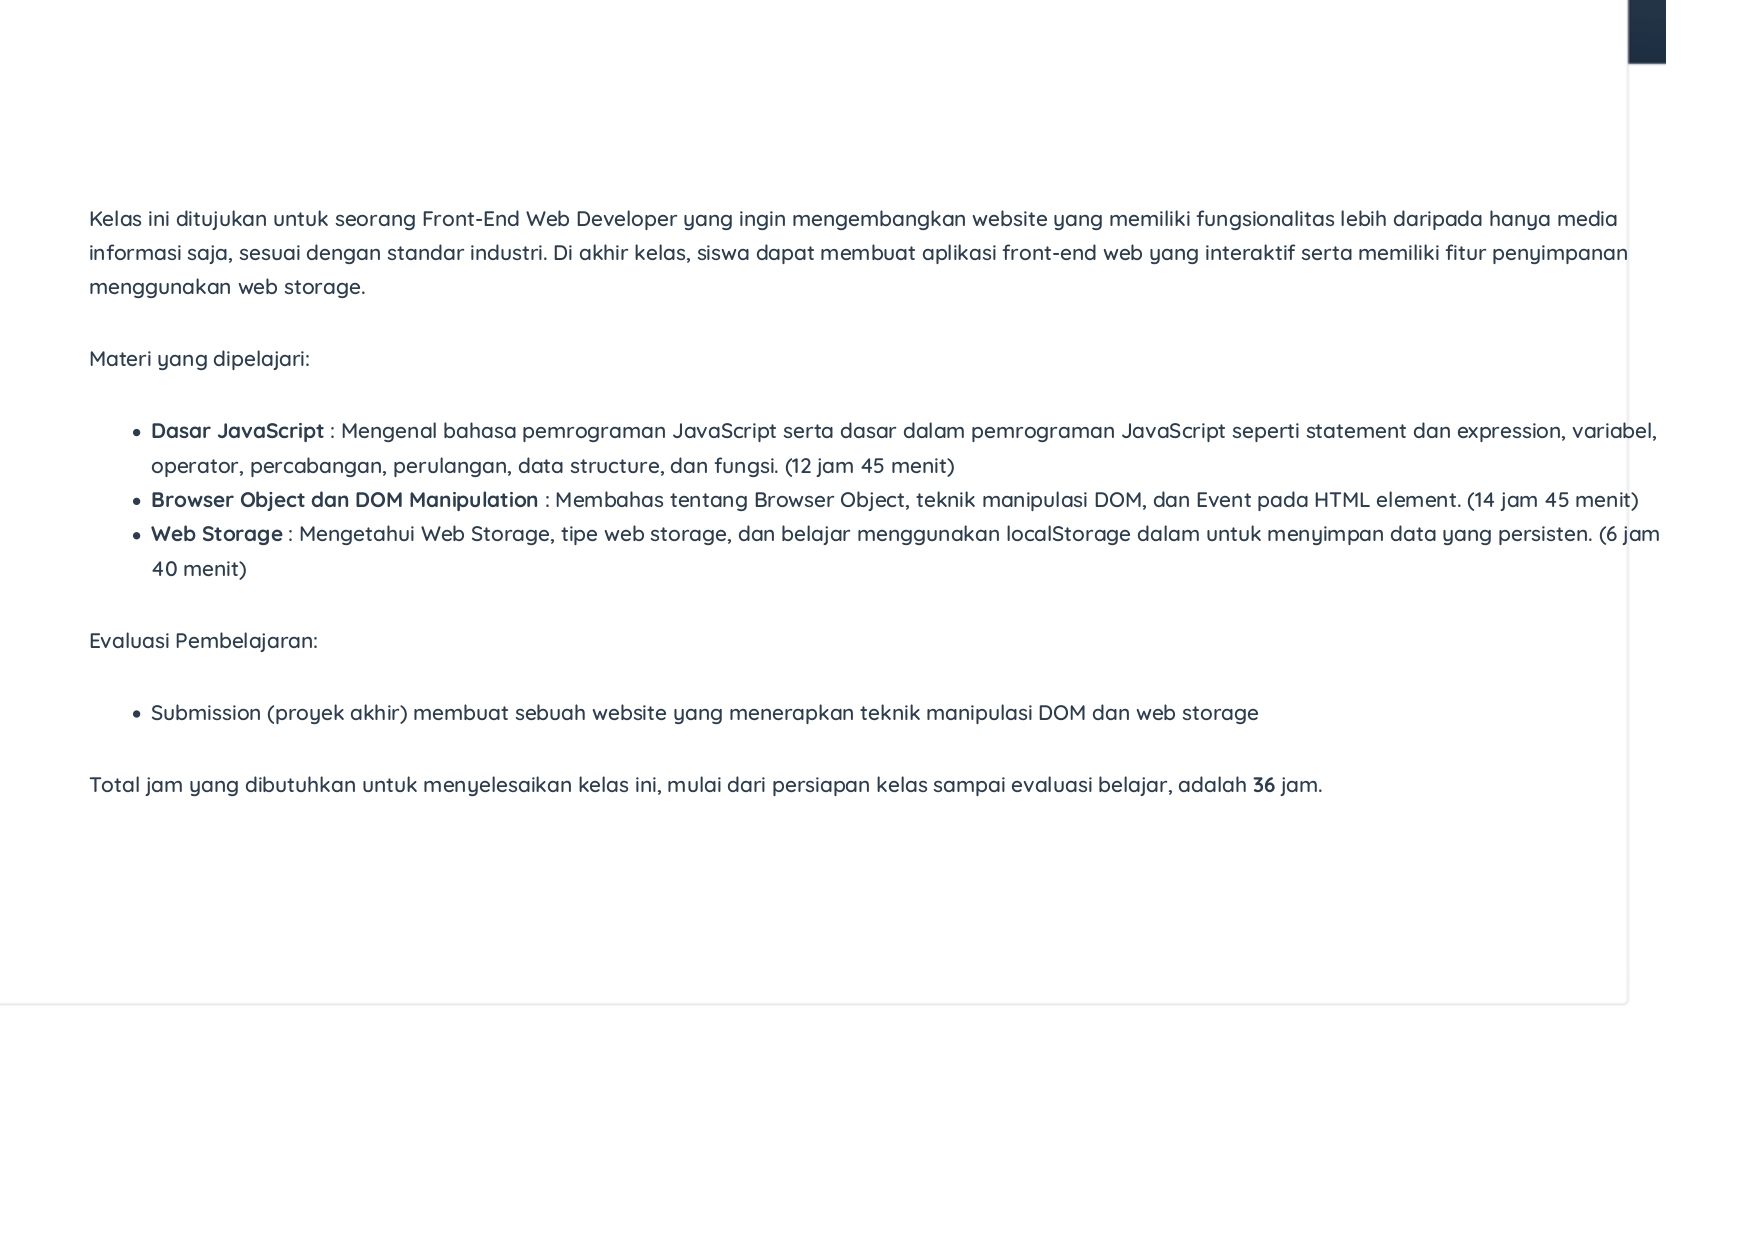 Kelas ini ditujukan untuk seorang Front-End Web Developer yang ingin mengembangkan website yang memiliki fungsionalitas lebih daripada hanya media
informasi saja, sesuai dengan standar industri. Di akhir kelas, siswa dapat membuat aplikasi front-end web yang interaktif serta memiliki fitur penyimpanan
menggunakan web storage.
Materi yang dipelajari:
• Dasar JavaScript : Mengenal bahasa pemrograman JavaScript serta dasar dalam pemrograman JavaScript seperti statement dan expression, variabel,
operator, percabangan, perulangan, data structure, dan fungsi. (12 jam 45 menit)
• Browser Object dan DOM Manipulation : Membahas tentang Browser Object, teknik manipulasi DOM, dan Event pada HTML element. (14 jam 45 menit)
• Web Storage : Mengetahui Web Storage, tipe web storage, dan belajar menggunakan localStorage dalam untuk menyimpan data yang persisten. (6 jam
40 menit)
Evaluasi Pembelajaran:
• Submission (proyek akhir) membuat sebuah website yang menerapkan teknik manipulasi DOM dan web storage
Total jam yang dibutuhkan untuk menyelesaikan kelas ini, mulai dari persiapan kelas sampai evaluasi belajar, adalah 36 jam.